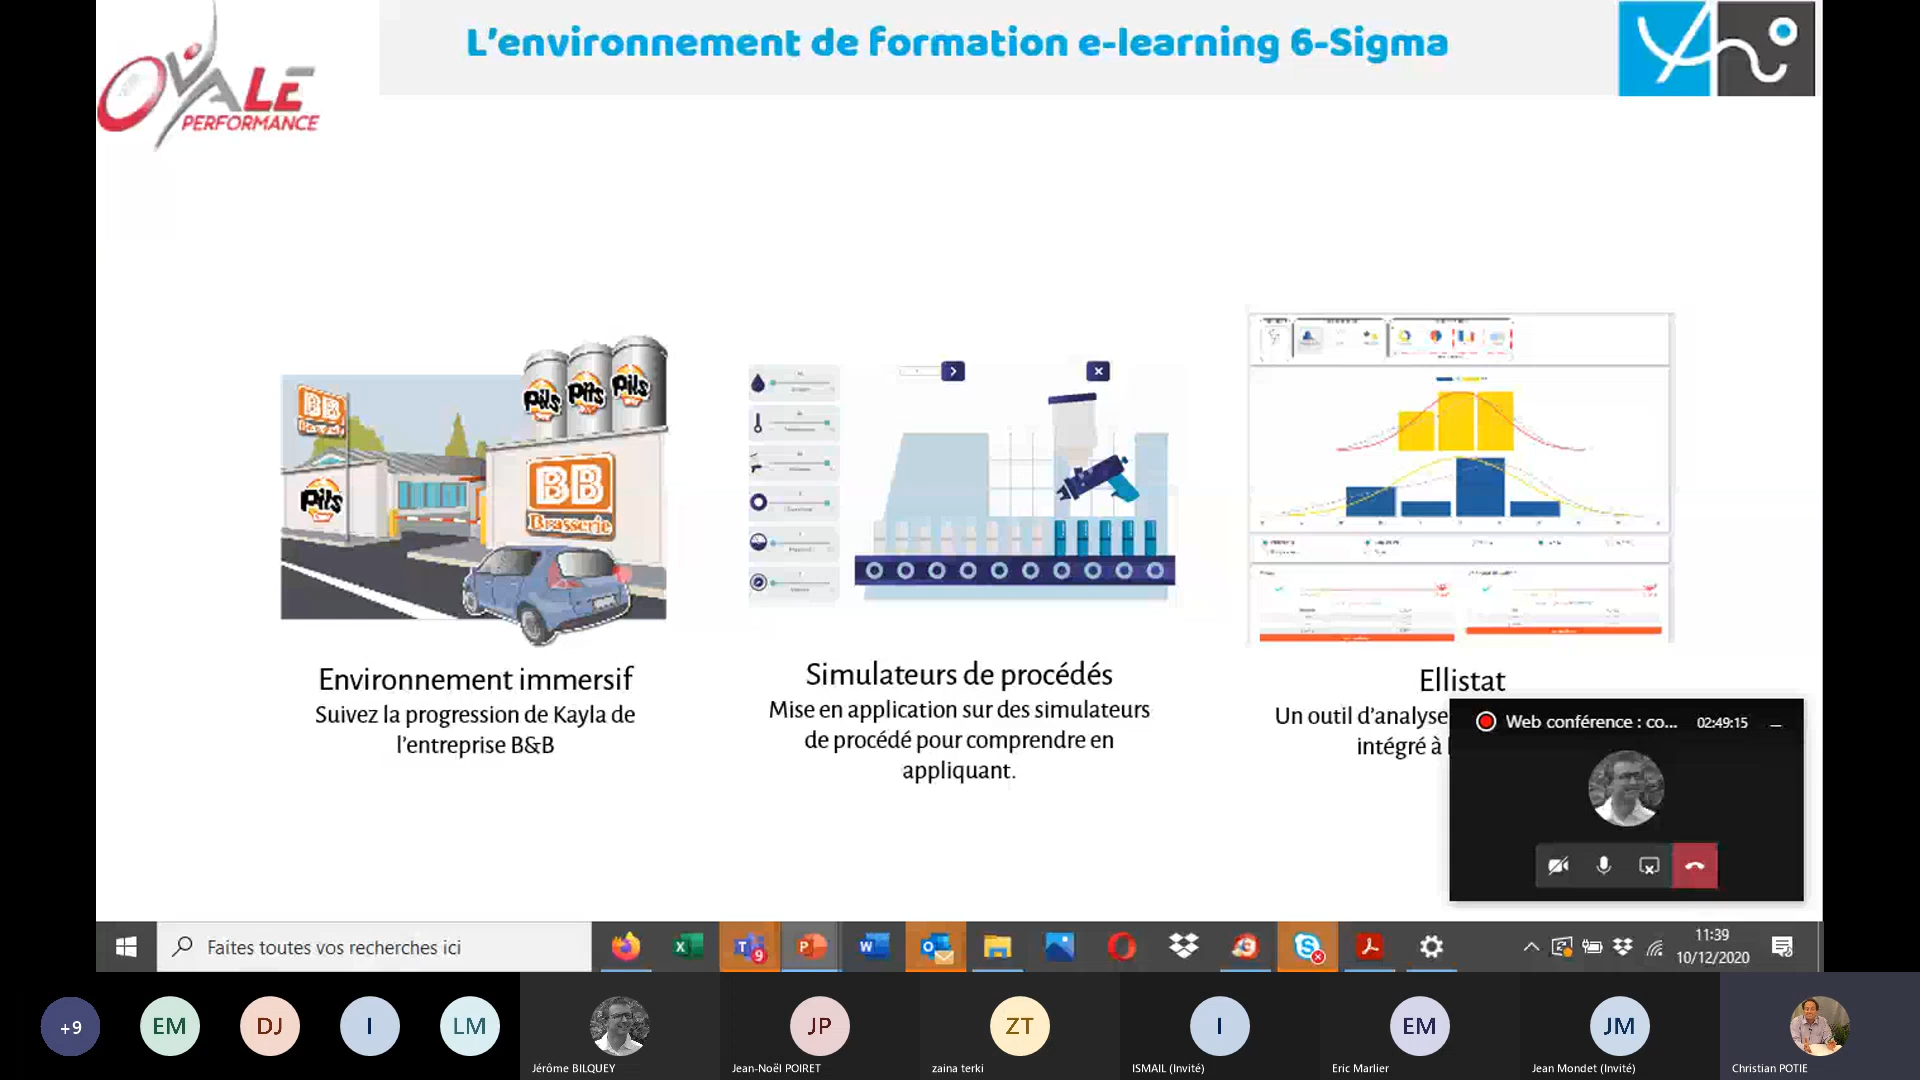 OVALE
PERFORMANCE
L'environnement de formation e-learning 6-Sigma
BB
Pils
Pils
Pils
Pils
BB
Brasserie
Environnement immersif
Suivez la progression de Kayla de
l'entreprise B&B
Simulateurs de procédés
Mise en application sur des simulateurs
de procédé pour comprendre en
appliquant.
Ellistat
Un outil d'analyse
intégré à
Web conférence : co... 02:49:15
Faites toutes vos recherches ici
9
11:39
10/12/2020
+9
EM
DJ
I
LM
Jérôme BILQUEY
JP
Jean-Noël POIRET
ZT
zaina terki
I
ISMAIL (Invité)
EM
Eric Marlier
JM
Jean Mondet (Invité)
Christian POTIE